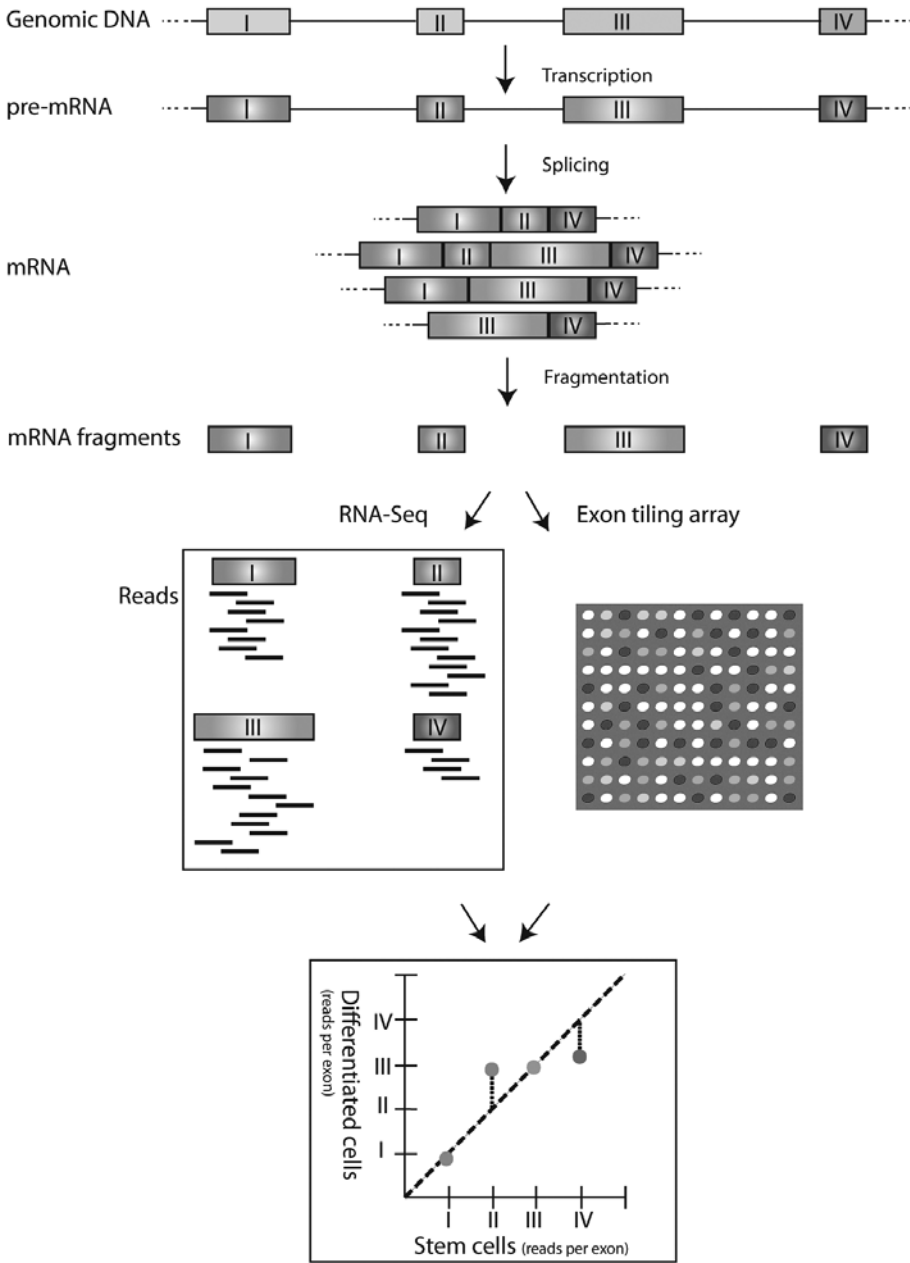 Genomic DNA I II III IV
Transcription
pre-mRNA I II III IV
Splicing
I II IV
mRNA
I II III IV
I III IV
III IV
Fragmentation
mRNA fragments I II III IV
RNA-Seq Exon tiling array
I II
Reads
III IV
Differentiated cells
(reads per exon)
IV
III
II
I
I II III IV
Stem cells (reads per exon)